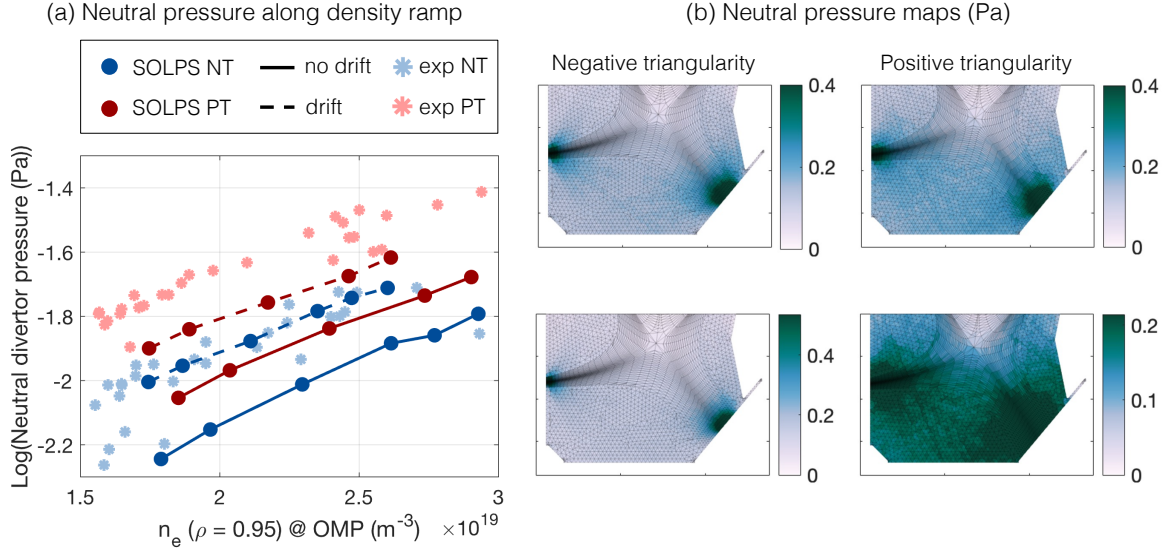 (a) Neutral pressure along density ramp
SOLPS NT no drift exp NT
SOLPS PT drift exp PT
Log(Neutral divertor pressure (Pa))
-1.4
-1.6
-1.8
-2
-2.2
1.5 2 2.5 3
n_e (ρ = 0.95) @ OMP (m⁻³) ×10¹⁹
(b) Neutral pressure maps (Pa)
Negative triangularity Positive triangularity
0.4 0.4
0.2 0.2
0 0
0.4 0.2
0.2 0.1
0 0